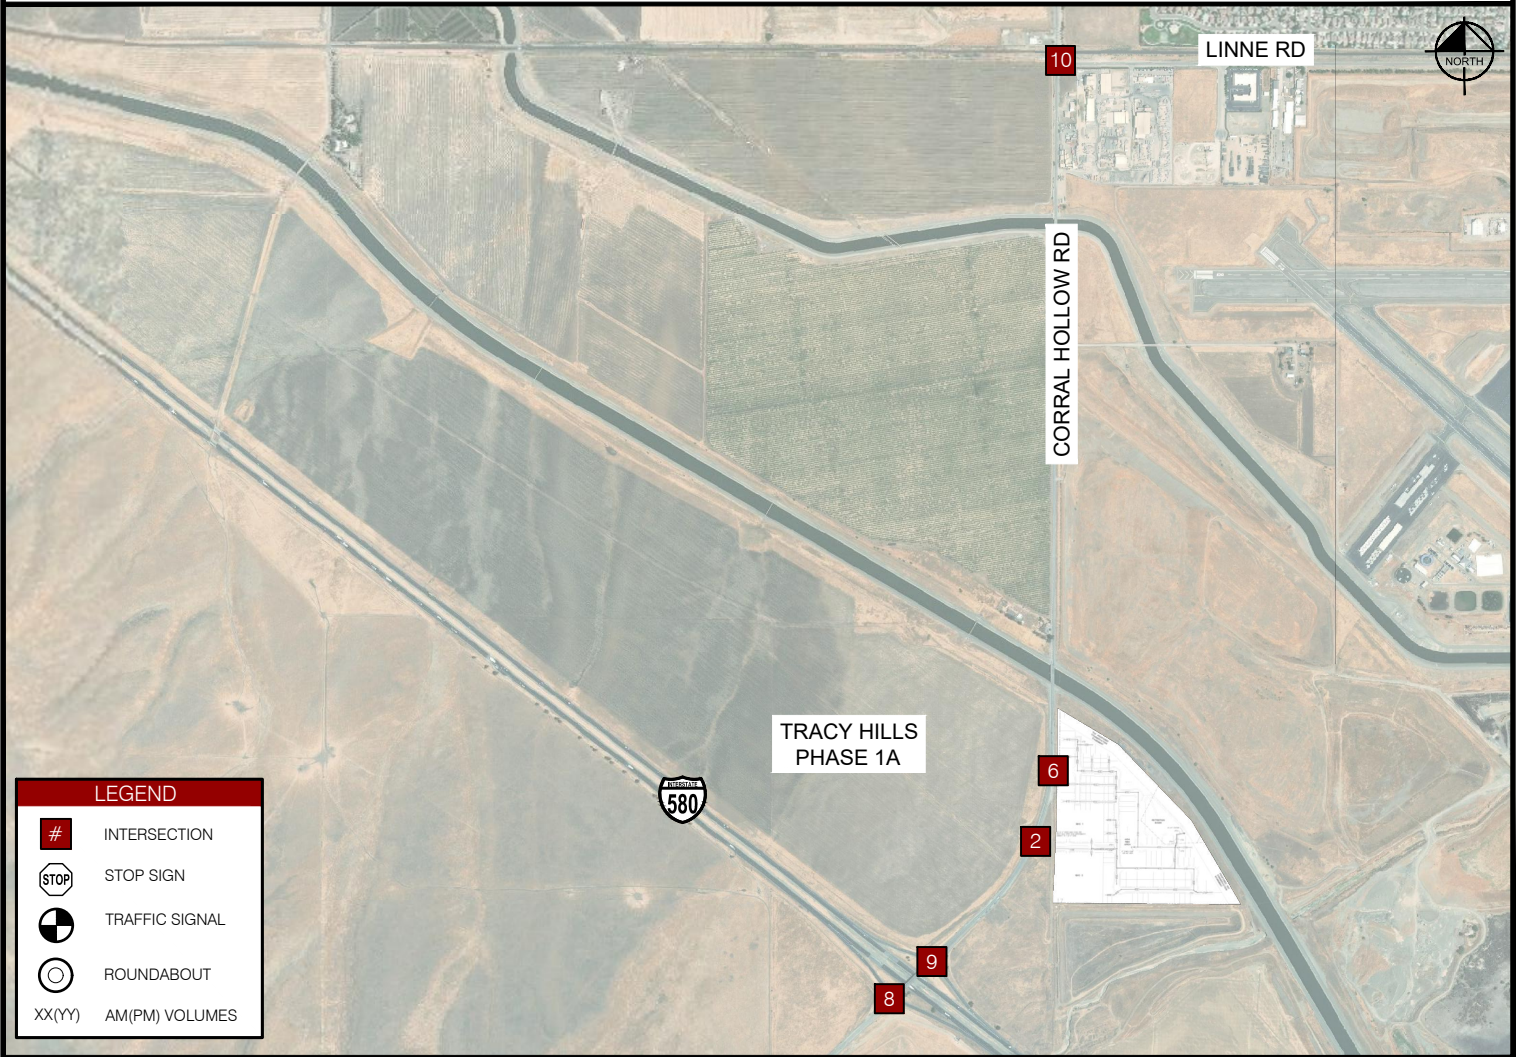 10
LINNE RD
NORTH
CORRAL HOLLOW RD
TRACY HILLS
PHASE 1A
6
2
INTERSTATE
580
9
8
LEGEND
# INTERSECTION
STOP STOP SIGN
TRAFFIC SIGNAL
ROUNDABOUT
XX(YY) AM(PM) VOLUMES